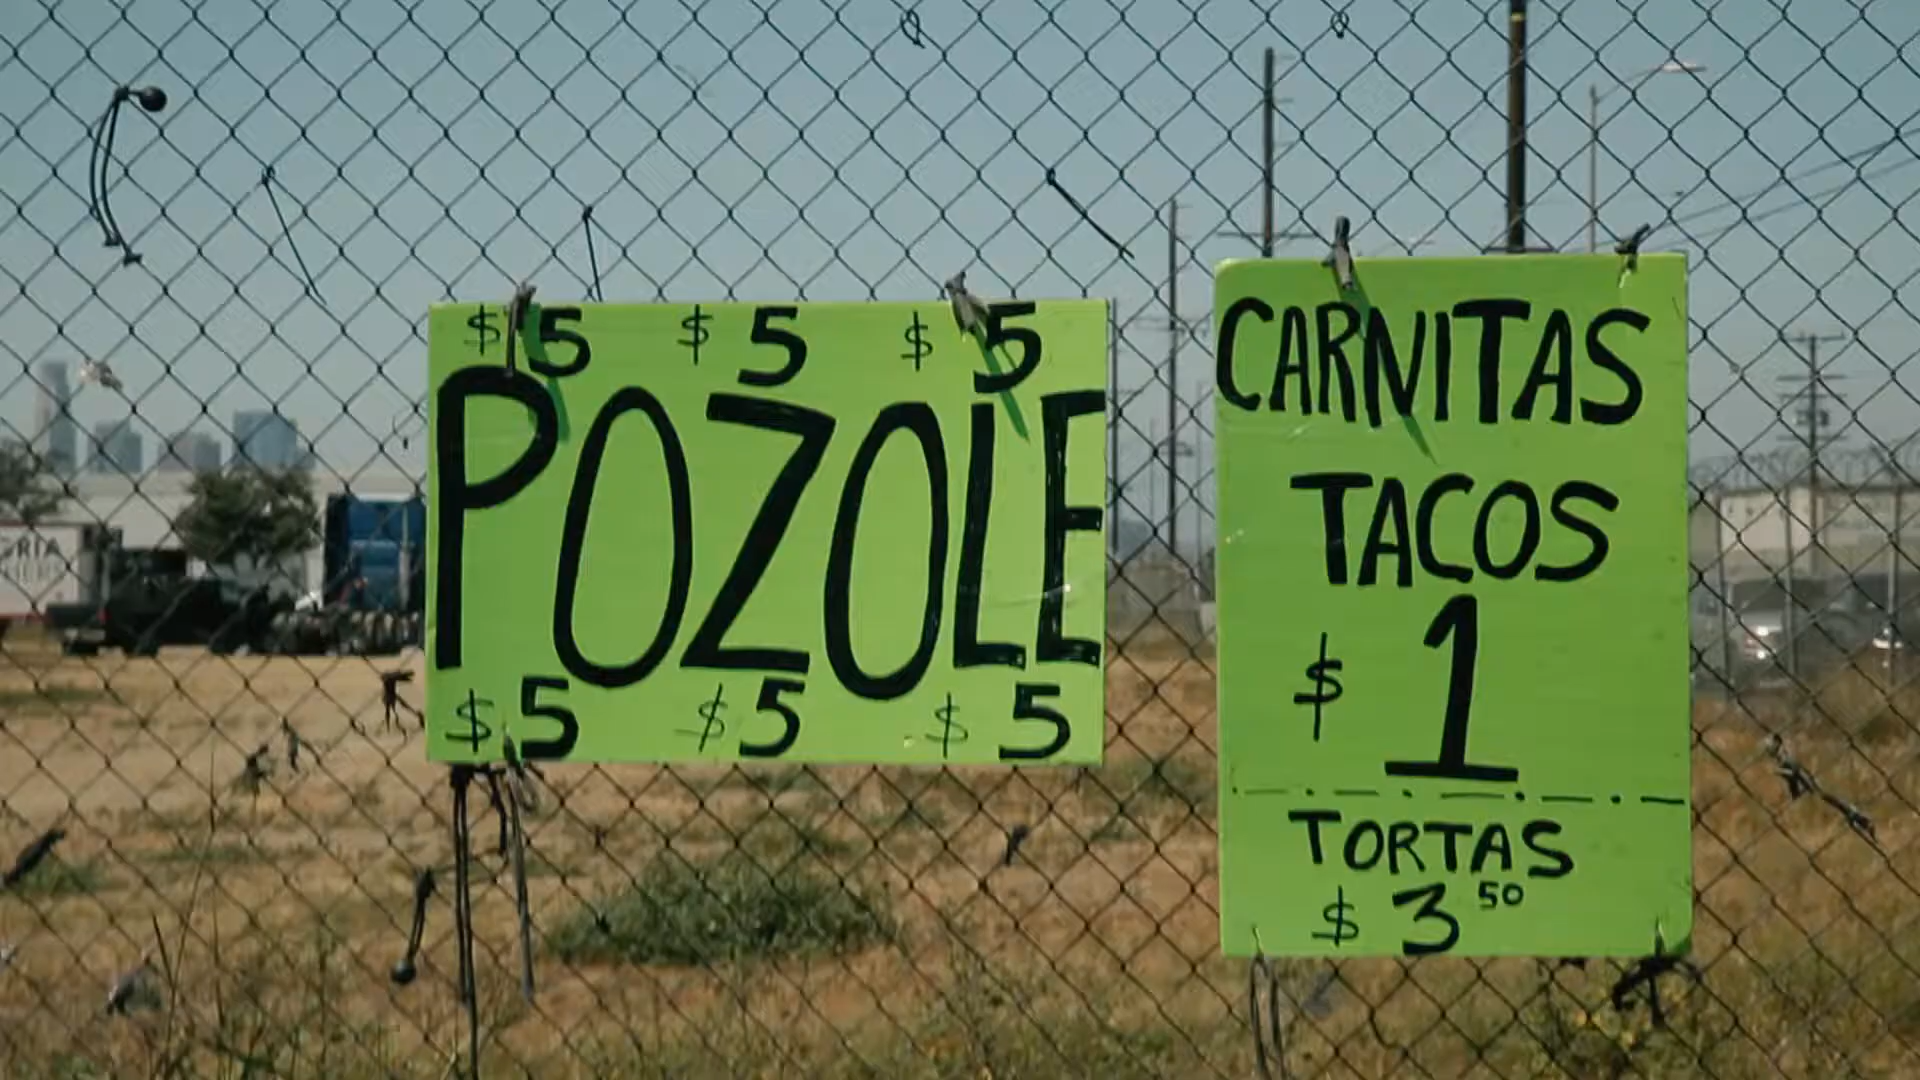 $5 $5 $5
POZOLE
$5 $5 $5
CARNITAS
TACOS
$1
TORTAS
$3 50